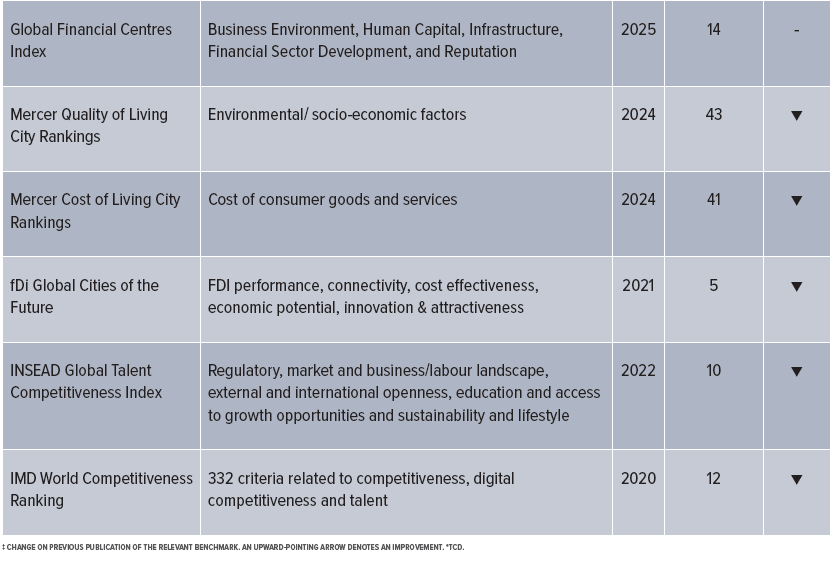 Global Financial Centres
Index
Business Environment, Human Capital, Infrastructure,
Financial Sector Development, and Reputation
2025
14
-
Mercer Quality of Living
City Rankings
Environmental/ socio-economic factors
2024
43
▼
Mercer Cost of Living City
Rankings
Cost of consumer goods and services
2024
41
▼
fDi Global Cities of the
Future
FDI performance, connectivity, cost effectiveness,
economic potential, innovation & attractiveness
2021
5
▼
INSEAD Global Talent
Competitiveness Index
Regulatory, market and business/labour landscape,
external and international openness, education and access
to growth opportunities and sustainability and lifestyle
2022
10
▼
IMD World Competitiveness
Ranking
332 criteria related to competitiveness, digital
competitiveness and talent
2020
12
▼
‡ CHANGE ON PREVIOUS PUBLICATION OF THE RELEVANT BENCHMARK. AN UPWARD-POINTING ARROW DENOTES AN IMPROVEMENT. *TCD.